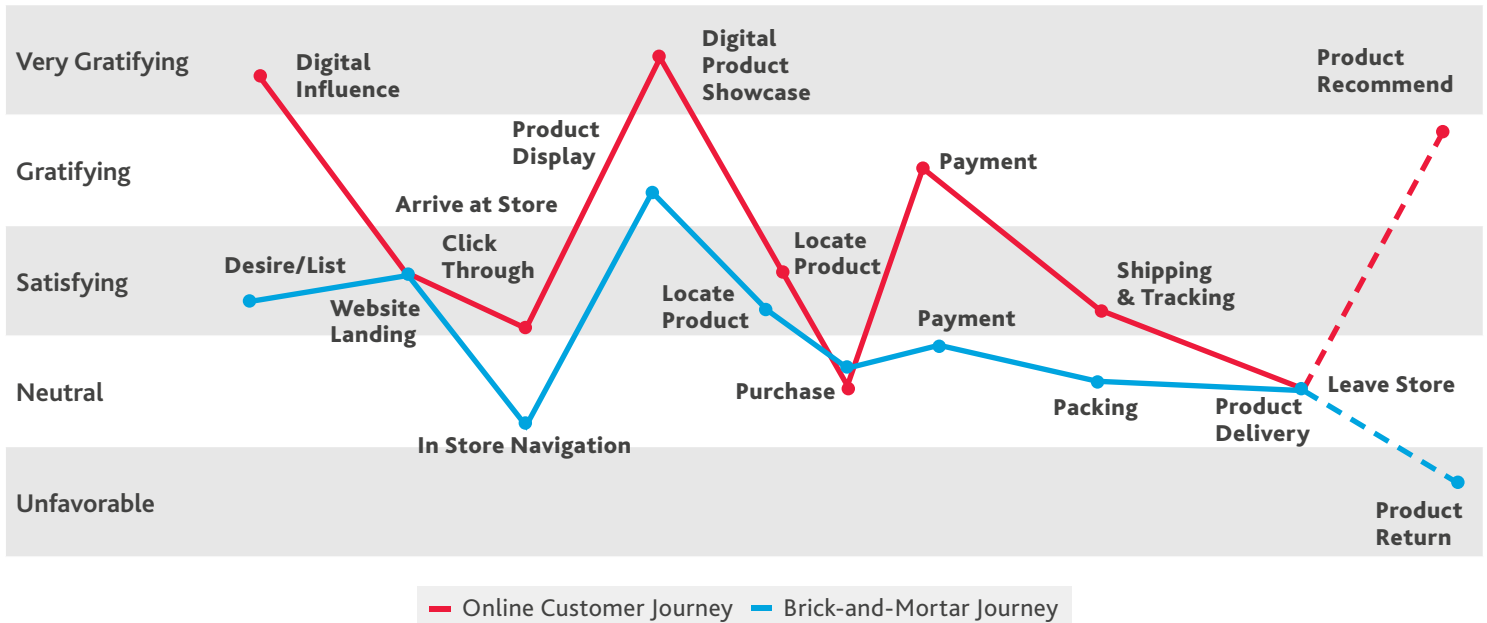 Very Gratifying
Gratifying
Satisfying
Neutral
Unfavorable
Digital
Influence
Desire/List
Website
Landing
Arrive at Store
Click
Through
In Store Navigation
Product
Display
Digital
Product
Showcase
Locate
Product
Locate
Product
Purchase
Payment
Payment
Shipping
& Tracking
Packing
Product
Delivery
Leave Store
Product
Recommend
Product
Return
Online Customer Journey
Brick-and-Mortar Journey